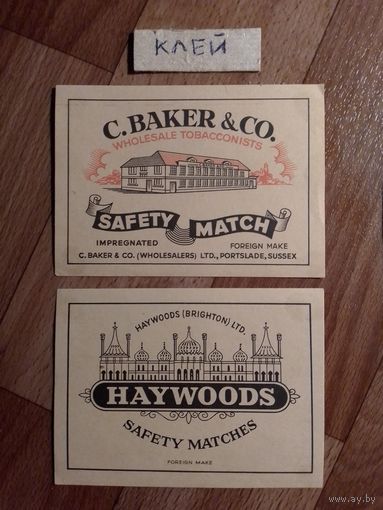 КЛЕЙ
C. BAKER & CO.
WHOLESALE TOBACCONISTS
SAFETY MATCH
IMPREGNATED FOREIGN MAKE
C. BAKER & CO. (WHOLESALERS) LTD., PORTSLADE, SUSSEX
HAYWOODS (BRIGHTON) LTD.
HAYWOODS
SAFETY MATCHES
FOREIGN MAKE
www.ay.by